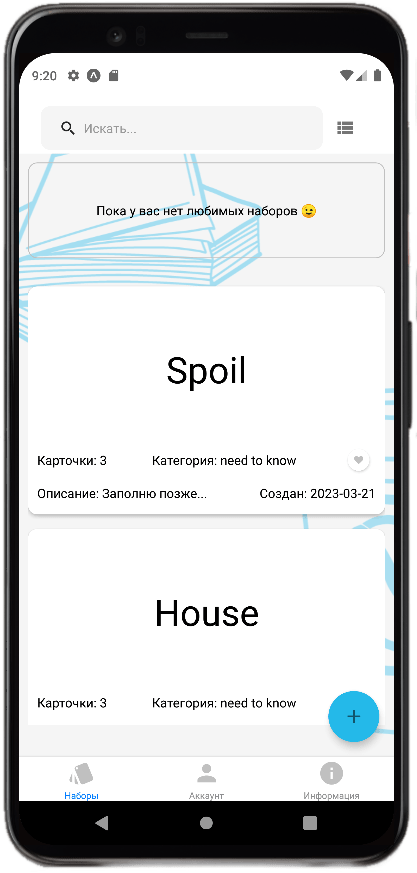 9:20
Искать...
Пока у вас нет любимых наборов 😉
Spoil
Карточки: 3 Категория: need to know
Описание: Заполню позже... Создан: 2023-03-21
House
Карточки: 3 Категория: need to know
Наборы Аккаунт Информация